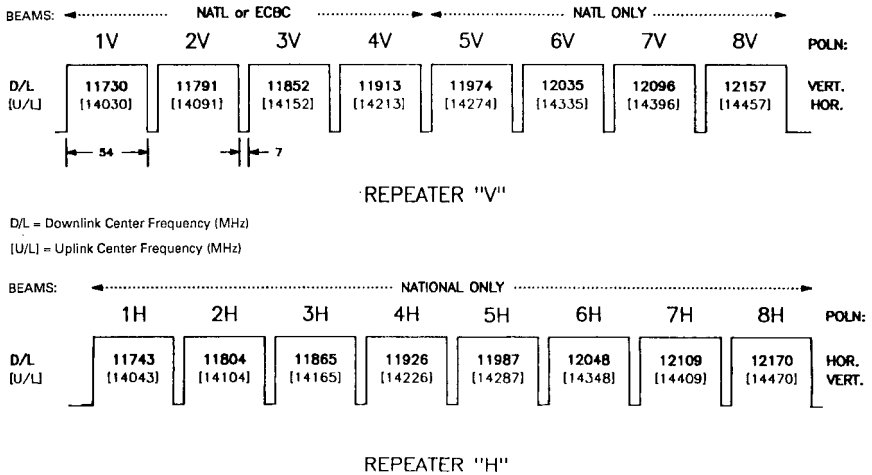 BEAMS: NATL or ECBC NATL ONLY
1V 2V 3V 4V 5V 6V 7V 8V POLN:
D/L 11730 11791 11852 11913 11974 12035 12096 12157 VERT.
[U/L] [14030] [14091] [14152] [14213] [14274] [14335] [14396] [14457] HOR.
54 7
REPEATER "V"
D/L = Downlink Center Frequency (MHz)
[U/L] = Uplink Center Frequency (MHz)
BEAMS: NATIONAL ONLY
1H 2H 3H 4H 5H 6H 7H 8H POLN:
D/L 11743 11804 11865 11926 11987 12048 12109 12170 HOR.
[U/L] [14043] [14104] [14165] [14226] [14287] [14348] [14409] [14470] VERT.
REPEATER "H"